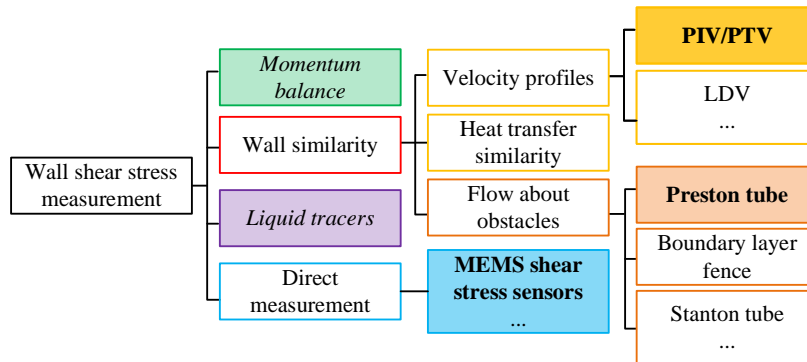 Wall shear stress
measurement
Momentum
balance
Wall similarity
Liquid tracers
Direct
measurement
Velocity profiles
Heat transfer
similarity
Flow about
obstacles
MEMS shear
stress sensors
...
PIV/PTV
LDV
...
Preston tube
Boundary layer
fence
Stanton tube
...